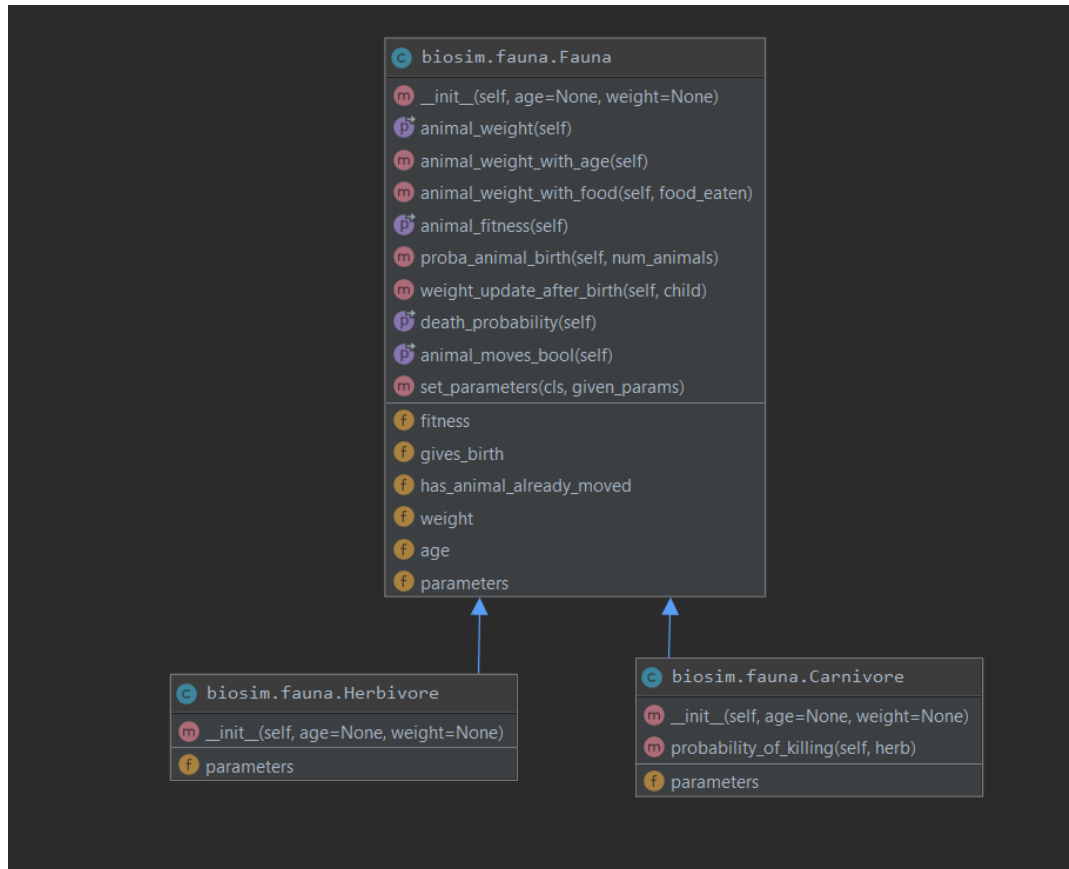 c biosim.fauna.Fauna
m __init__(self, age=None, weight=None)
p animal_weight(self)
m animal_weight_with_age(self)
m animal_weight_with_food(self, food_eaten)
p animal_fitness(self)
m proba_animal_birth(self, num_animals)
m weight_update_after_birth(self, child)
p death_probability(self)
p animal_moves_bool(self)
m set_parameters(cls, given_params)
f fitness
f gives_birth
f has_animal_already_moved
f weight
f age
f parameters
c biosim.fauna.Herbivore
m __init__(self, age=None, weight=None)
f parameters
c biosim.fauna.Carnivore
m __init__(self, age=None, weight=None)
m probability_of_killing(self, herb)
f parameters